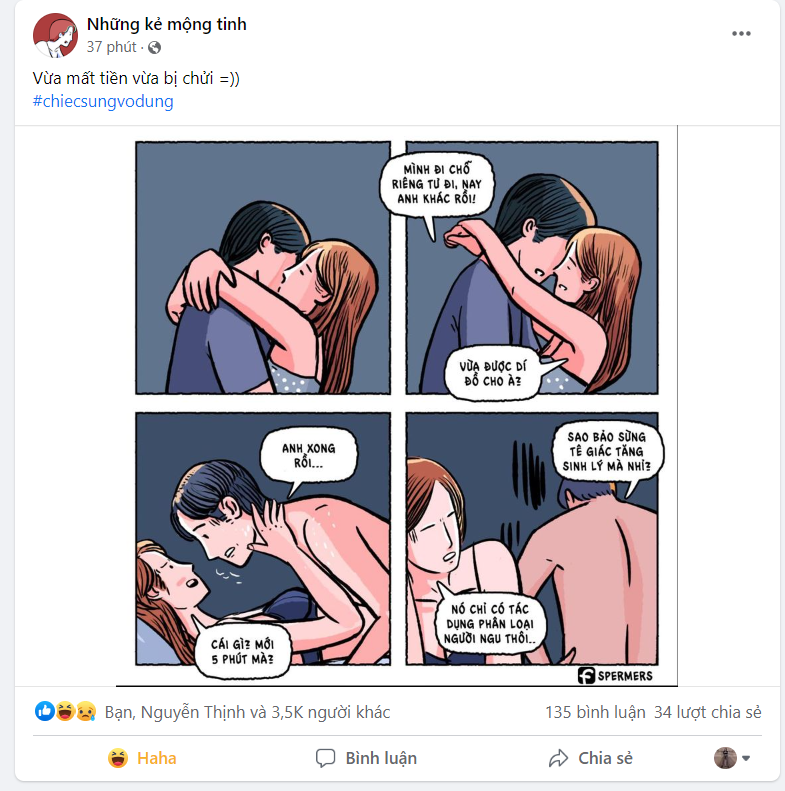 Những kẻ mộng tinh
37 phút ·
Vừa mất tiền vừa bị chửi =))
#chiecsungvodung
MÌNH ĐI CHỖ
RIÊNG TƯ ĐI, NAY
ANH KHÁC RỒI!
VỪA ĐƯỢC DÍ
ĐỒ CHO À?
ANH XONG
RỒI...
CÁI GÌ? MỚI
5 PHÚT MÀ?
SAO BẢO SỪNG
TÊ GIÁC TĂNG
SINH LÝ MÀ NHỈ?
NÓ CHỈ CÓ TÁC
DỤNG PHÂN LOẠI
NGƯỜI NGU THÔI..
SPERMERS
Bạn, Nguyễn Thịnh và 3,5K người khác
135 bình luận 34 lượt chia sẻ
Haha
Bình luận
Chia sẻ